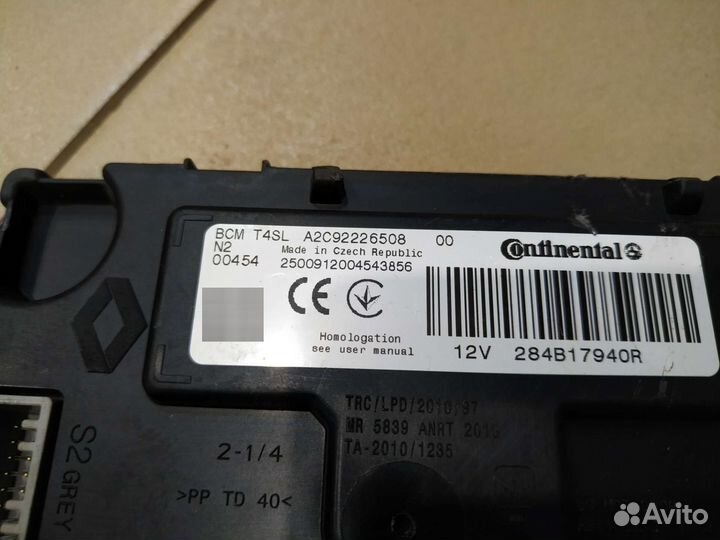 BCM T4SL A2C92226508 00
N2 Made in Czech Republic
00454 2500912004543856
Continental
CE
Homologation
see user manual
12V 284B17940R
TRC/LPD/2010/97
MR 5839 ANRT 2010
TA-2010/1235
2-1/4
>PP TD 40<
S2 GREY
Avito